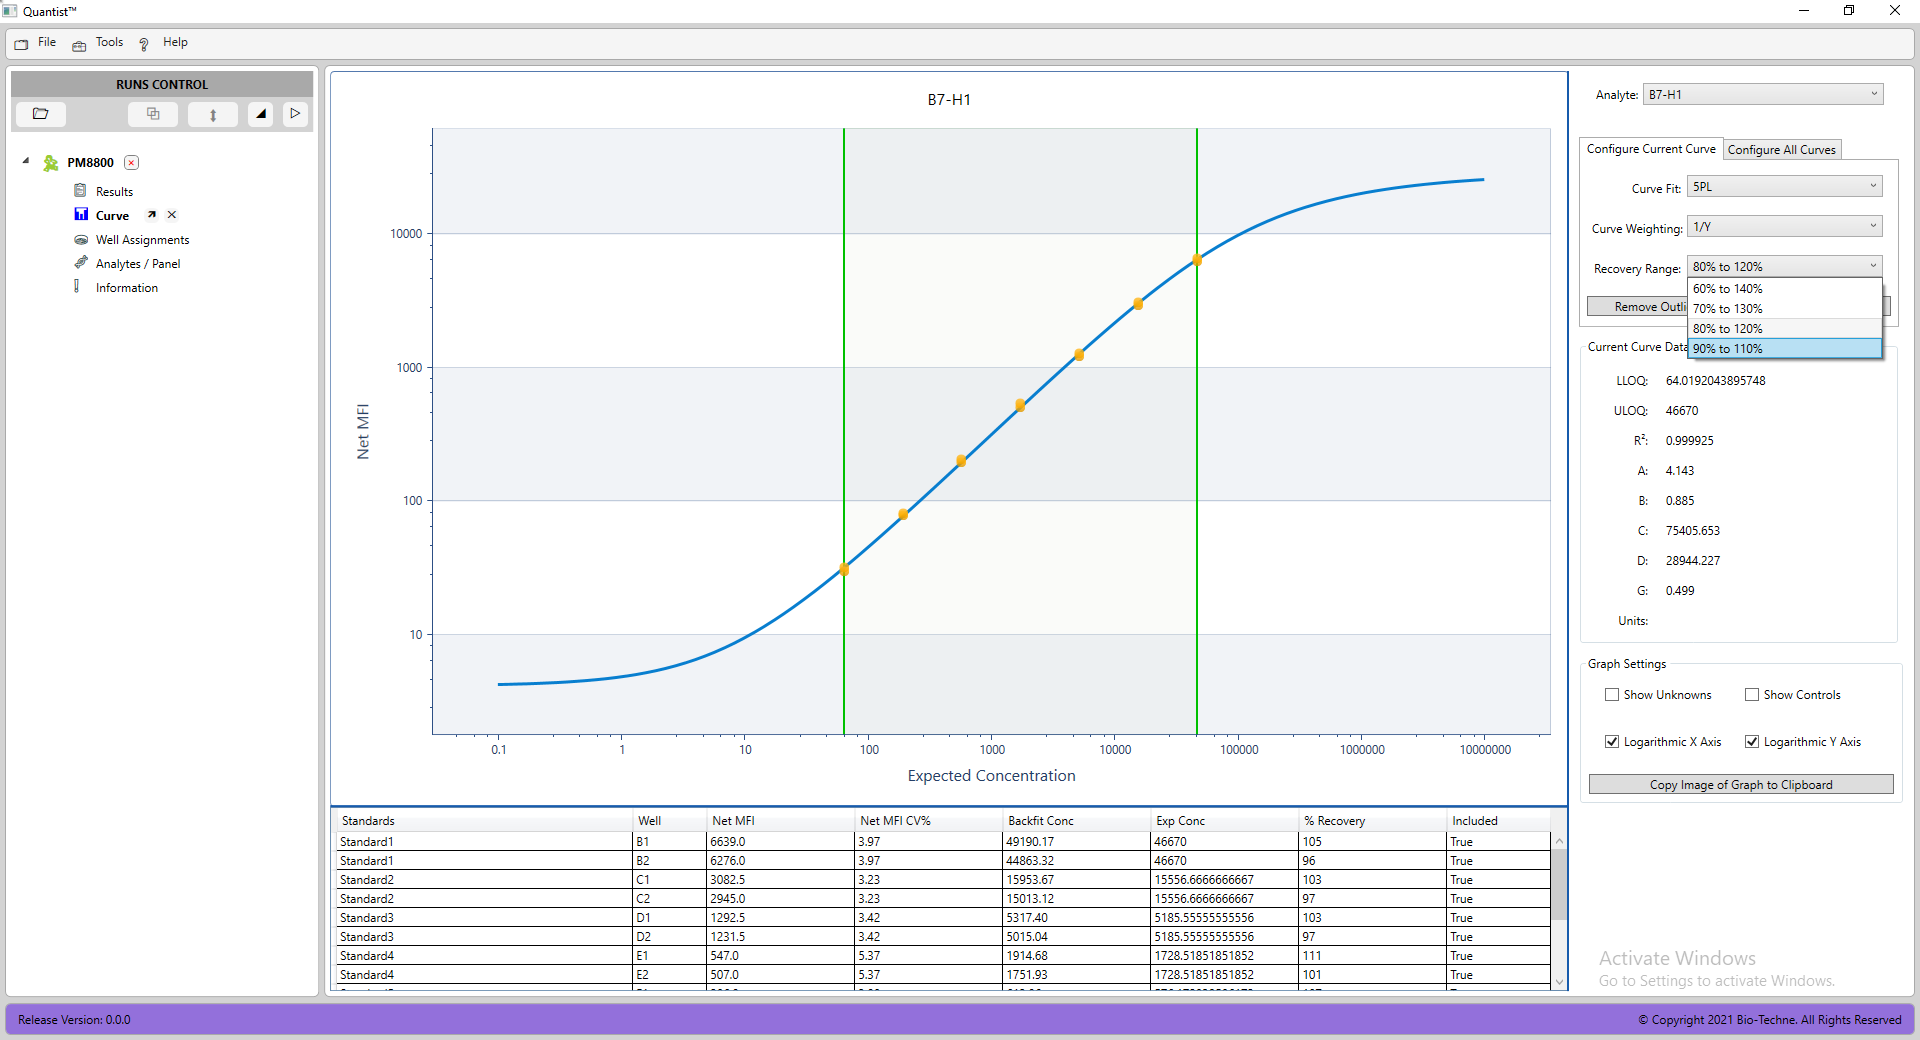 Quantist™
File Tools Help
RUNS CONTROL
PM8800
Results
Curve
Well Assignments
Analytes / Panel
Information
B7-H1
Net MFI
10000
1000
100
10
0.1 1 10 100 1000 10000 100000 1000000 10000000
Expected Concentration
Standards Well Net MFI Net MFI CV% Backfit Conc Exp Conc % Recovery Included
Standard1 B1 6639.0 3.97 49190.17 46670 105 True
Standard1 B2 6276.0 3.97 44863.32 46670 96 True
Standard2 C1 3082.5 3.23 15953.67 15556.6666666667 103 True
Standard2 C2 2945.0 3.23 15013.12 15556.6666666667 97 True
Standard3 D1 1292.5 3.42 5317.40 5185.55555555556 103 True
Standard3 D2 1231.5 3.42 5015.04 5185.55555555556 97 True
Standard4 E1 547.0 5.37 1914.68 1728.51851851852 111 True
Standard4 E2 507.0 5.37 1751.93 1728.51851851852 101 True
Analyte: B7-H1
Configure Current Curve Configure All Curves
Curve Fit: 5PL
Curve Weighting: 1/Y
Recovery Range: 80% to 120%
60% to 140%
Remove Outli
70% to 130%
80% to 120%
90% to 110%
Current Curve Data
LLOQ: 64.0192043895748
ULOQ: 46670
R²: 0.999925
A: 4.143
B: 0.885
C: 75405.653
D: 28944.227
G: 0.499
Units:
Graph Settings
Show Unknowns Show Controls
Logarithmic X Axis Logarithmic Y Axis
Copy Image of Graph to Clipboard
Activate Windows
Go to Settings to activate Windows.
Release Version: 0.0.0
© Copyright 2021 Bio-Techne. All Rights Reserved